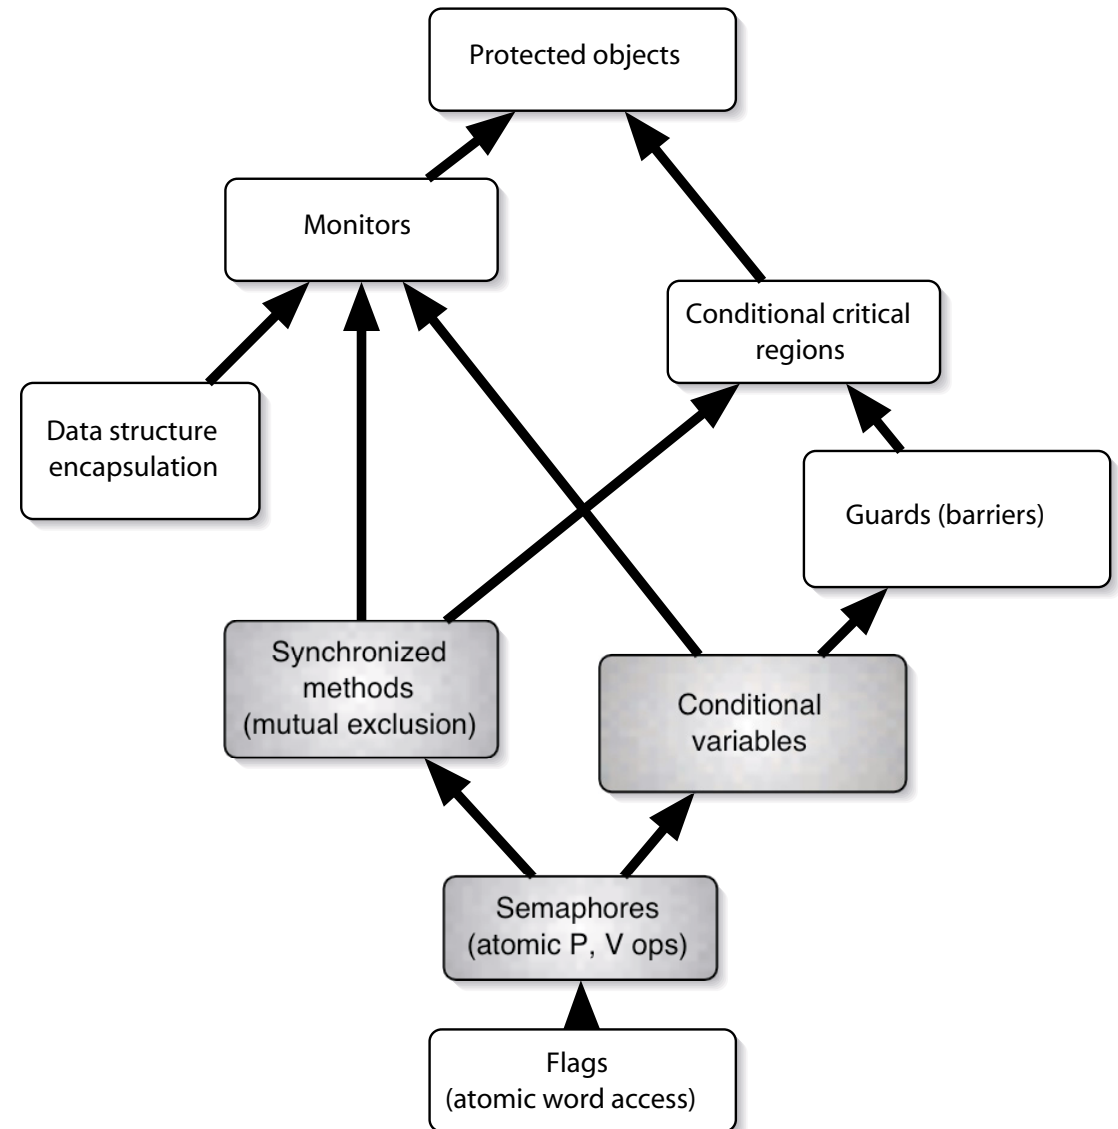 Protected objects
Monitors
Conditional critical
regions
Data structure
encapsulation
Guards (barriers)
Synchronized
methods
(mutual exclusion)
Conditional
variables
Semaphores
(atomic P, V ops)
Flags
(atomic word access)